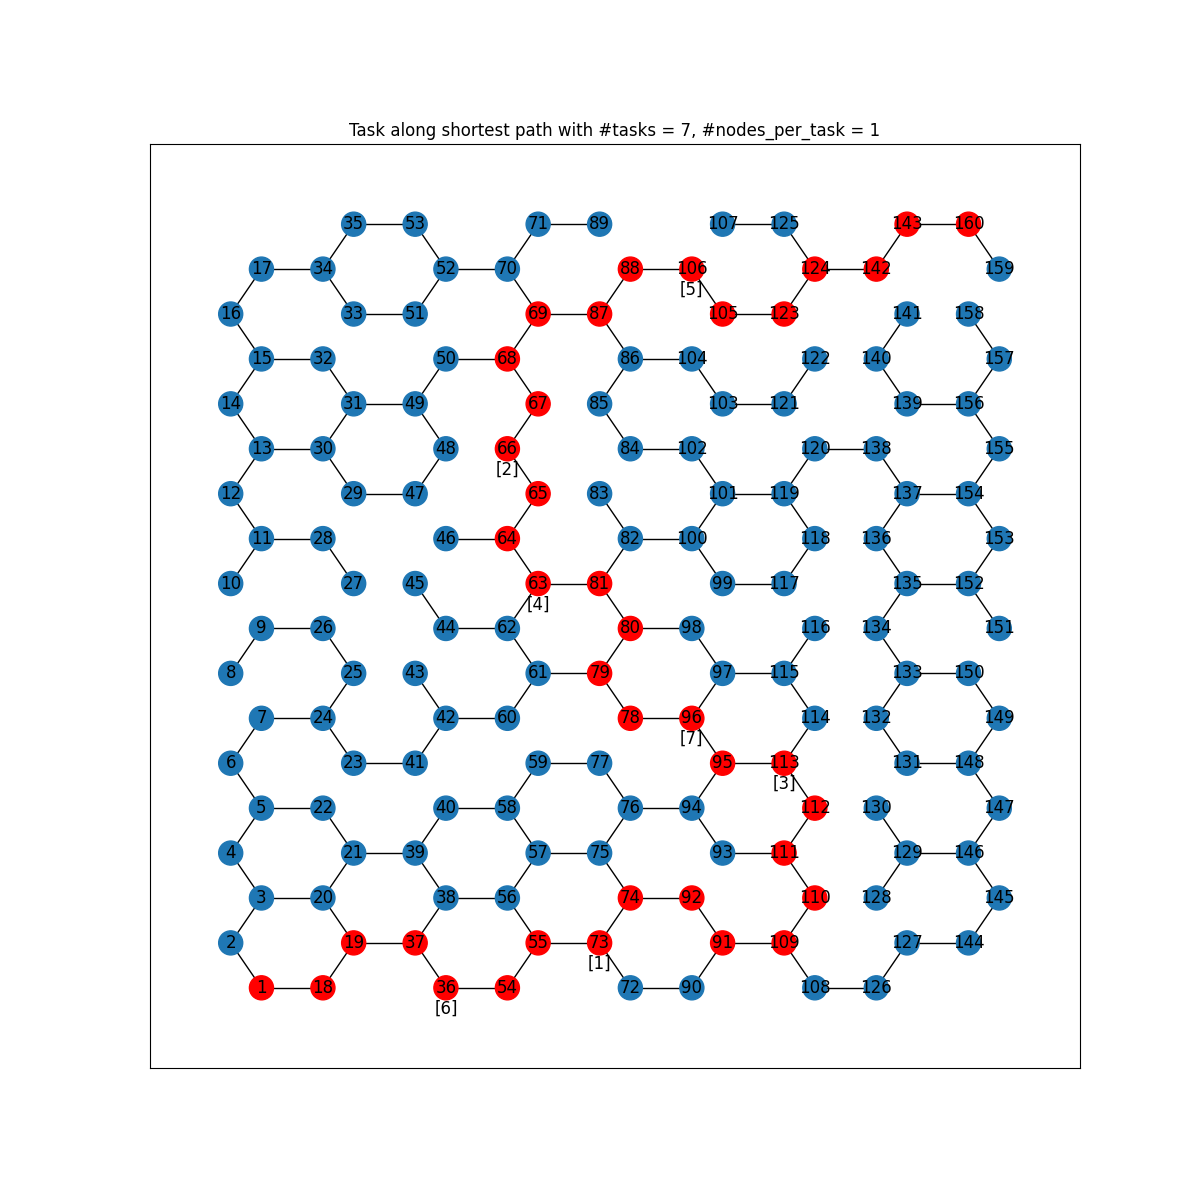 Task along shortest path with #tasks = 7, #nodes_per_task = 1
35 53 71 89 107 125 143 160
17 34 52 70 88 106 124 142 159
[5]
16 33 51 69 87 105 123 141 158
15 32 50 68 86 104 122 140 157
14 31 49 67 85 103 121 139 156
13 30 48 66 84 102 120 138 155
[2]
12 29 47 65 83 101 119 137 154
11 28 46 64 82 100 118 136 153
10 27 45 63 81 99 117 135 152
[4]
9 26 44 62 80 98 116 134 151
8 25 43 61 79 97 115 133 150
7 24 42 60 78 96 114 132 149
[7]
6 23 41 59 77 95 113 131 148
[3]
5 22 40 58 76 94 112 130 147
4 21 39 57 75 93 111 129 146
3 20 38 56 74 92 110 128 145
2 19 37 55 73 91 109 127 144
[1]
1 18 36 54 72 90 108 126
[6]